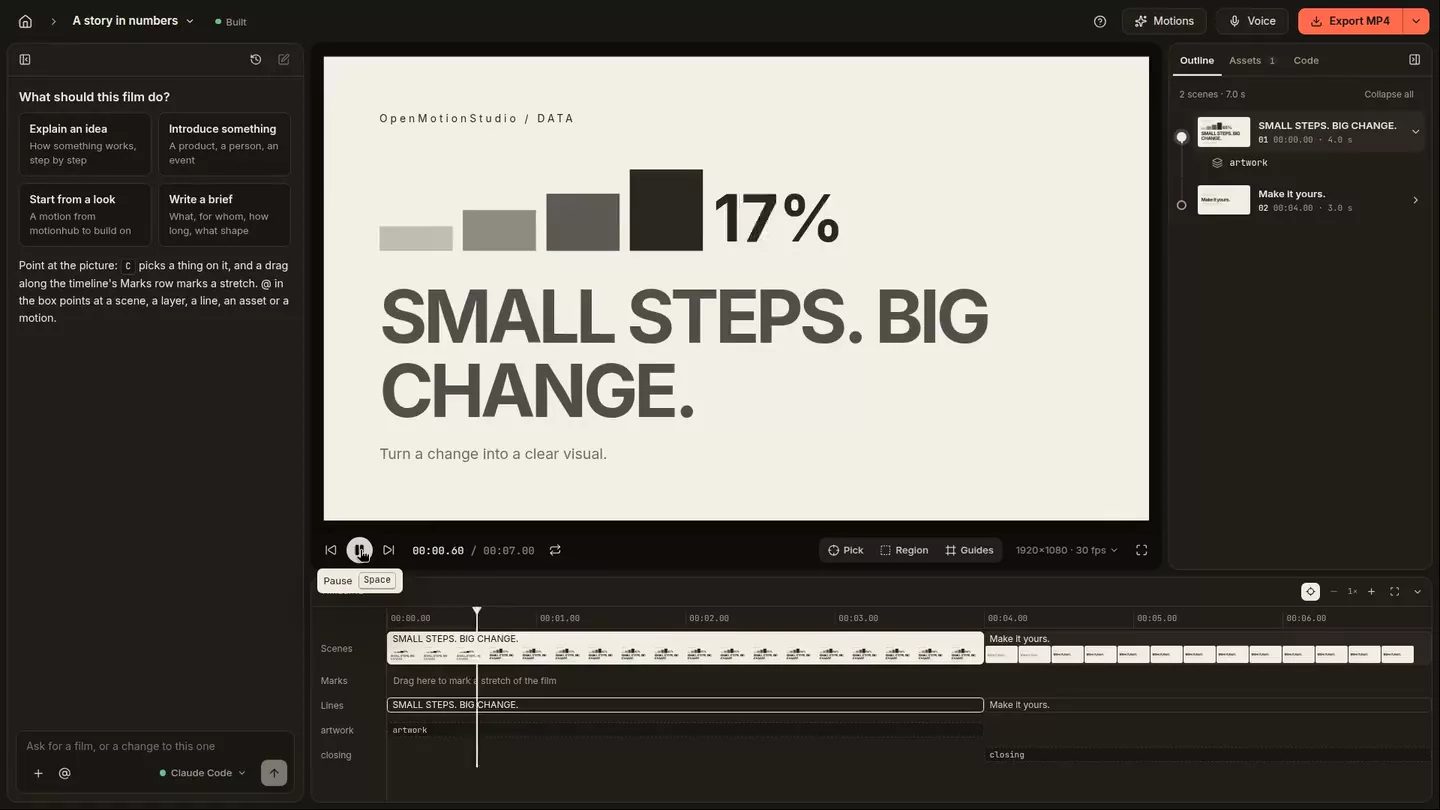 A story in numbers
Built
Motions
Voice
Export MP4
What should this film do?
Explain an idea
How something works, step by step
Introduce something
A product, a person, an event
Start from a look
A motion from motionhub to build on
Write a brief
What, for whom, how long, what shape
Point at the picture: C picks a thing on it, and a drag
along the timeline's Marks row marks a stretch. @ in
the box points at a scene, a layer, a line, an asset or a
motion.
Ask for a film, or a change to this one
Claude Code
OpenMotionStudio / DATA
17%
SMALL STEPS. BIG
CHANGE.
Turn a change into a clear visual.
00:00.60 / 00:07.00
Pick
Region
Guides
1920×1080 · 30 fps
Pause Space
1×
00:00.00
00:01.00
00:02.00
00:03.00
00:04.00
00:05.00
00:06.00
Scenes
SMALL STEPS. BIG CHANGE.
Make it yours.
Marks
Drag here to mark a stretch of the film
Lines
SMALL STEPS. BIG CHANGE.
Make it yours.
artwork
artwork
closing
closing
Outline
Assets 1
Code
2 scenes · 7.0 s
Collapse all
SMALL STEPS. BIG CHANGE.
01 00:00.00 · 4.0 s
artwork
Make it yours.
Make it yours.
02 00:04.00 · 3.0 s